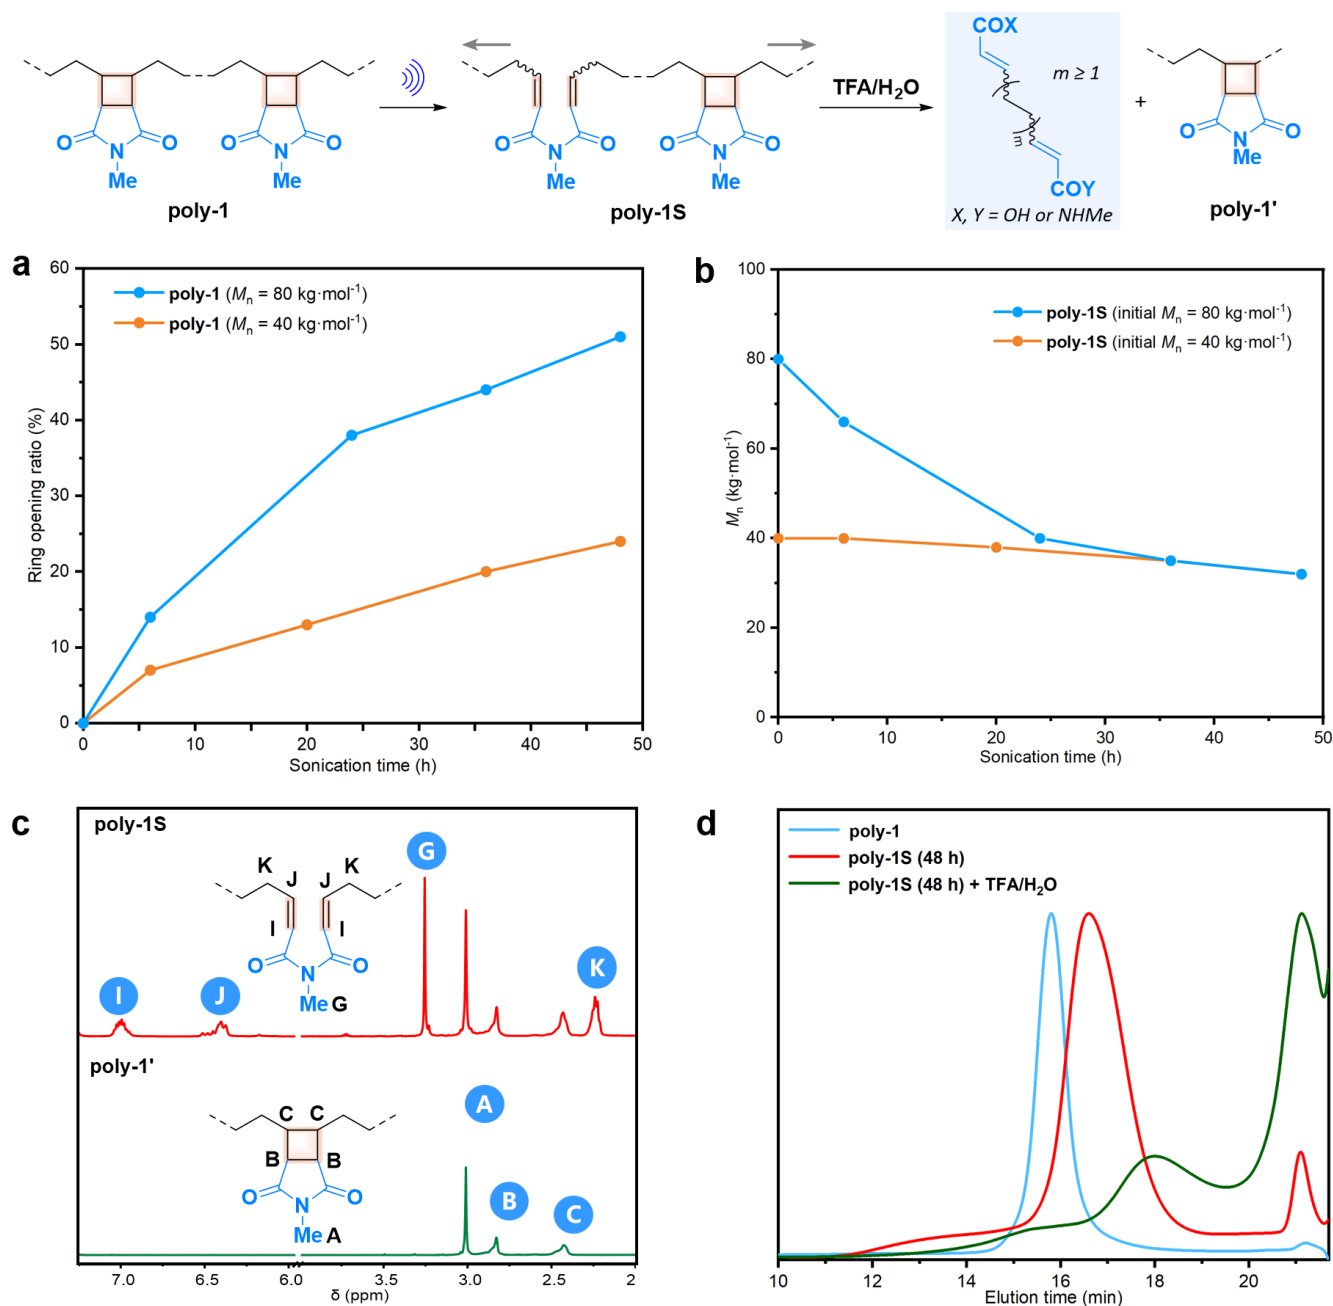 COX
m ≥ 1
TFA/H₂O
+
m
COY
X, Y = OH or NHMe
O N O
Me
O N O
Me
O N O
Me
O N O
Me
O N O
Me
poly-1
poly-1S
poly-1'
a
60
50
40
30
20
10
0
Ring opening ratio (%)
poly-1 (Mn = 80 kg·mol⁻¹)
poly-1 (Mn = 40 kg·mol⁻¹)
0 10 20 30 40 50
Sonication time (h)
b
100
80
60
40
20
0
Mn (kg·mol⁻¹)
poly-1S (initial Mn = 80 kg·mol⁻¹)
poly-1S (initial Mn = 40 kg·mol⁻¹)
0 10 20 30 40 50
Sonication time (h)
c
poly-1S
K J J K
I I
O N O
Me G
I
J
G
K
poly-1'
C C
B B
O N O
Me A
A
B
C
7.0 6.5 6.0 3.5 3.0 2.5 2
δ (ppm)
d
poly-1
poly-1S (48 h)
poly-1S (48 h) + TFA/H₂O
10 12 14 16 18 20
Elution time (min)